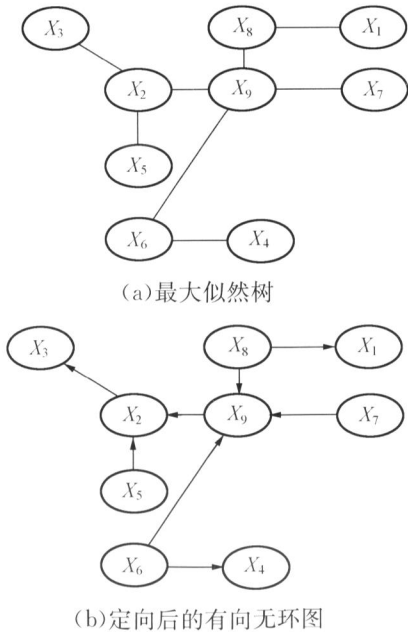 X₃ X₈ X₁
X₂ X₉ X₇
X₅
X₆ X₄
(a)最大似然树
X₃ X₈ X₁
X₂ X₉ X₇
X₅
X₆ X₄
(b)定向后的有向无环图